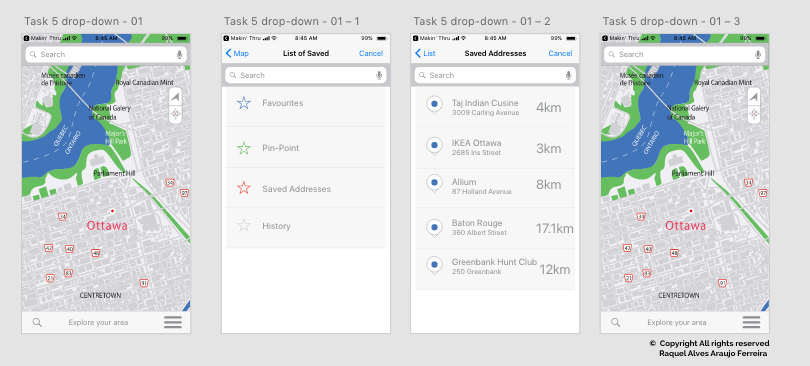 Task 5 drop-down - 01
Makin' Thru
8:45 AM
99%
Search
Musée canadien
de l'histoire
Royal Canadian Mint
National Galery
of Canada
QUEBEC
ONTARIO
Major's
Hill Park
Parliament Hill
Ottawa
CENTRETOWN
Explore your area
Task 5 drop-down - 01 – 1
Makin' Thru
8:45 AM
99%
Map
List of Saved
Cancel
Search
Favourites
Pin-Point
Saved Addresses
History
Task 5 drop-down - 01 – 2
Makin' Thru
8:45 AM
99%
List
Saved Addresses
Cancel
Search
Taj Indian Cusine
3009 Carling Avenue
4km
IKEA Ottawa
2685 Iris Street
3km
Allium
87 Holland Avenue
8km
Baton Rouge
360 Albert Street
17.1km
Greenbank Hunt Club
250 Greenbank
12km
Task 5 drop-down - 01 – 3
Makin' Thru
8:45 AM
Search
Musée canadien
de l'histoire
Royal Canadian Mint
National Galery
of Canada
QUEBEC
ONTARIO
Major's
Hill Park
Parliament Hill
Ottawa
CENTRETOWN
Explore your area
© Copyright All rights reserved
Raquel Alves Araujo Ferreira